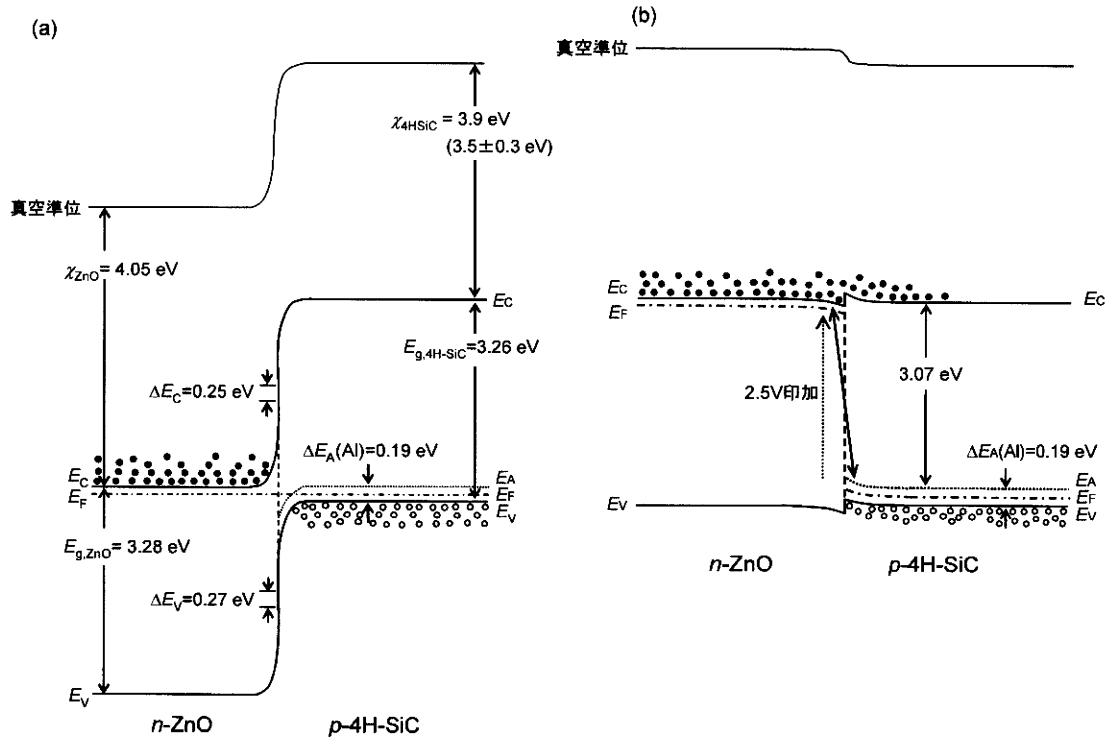 (a)
真空準位
χ4HSiC = 3.9 eV
(3.5±0.3 eV)
χZnO = 4.05 eV
EC
Eg,4H-SiC=3.26 eV
ΔEC=0.25 eV
ΔEA(Al)=0.19 eV
EC
EF
EA
EF
EV
Eg,ZnO = 3.28 eV
ΔEV=0.27 eV
EV
n-ZnO
p-4H-SiC
(b)
真空準位
EC
EF
EC
2.5V印加
3.07 eV
ΔEA(Al)=0.19 eV
EA
EF
EV
EV
n-ZnO
p-4H-SiC